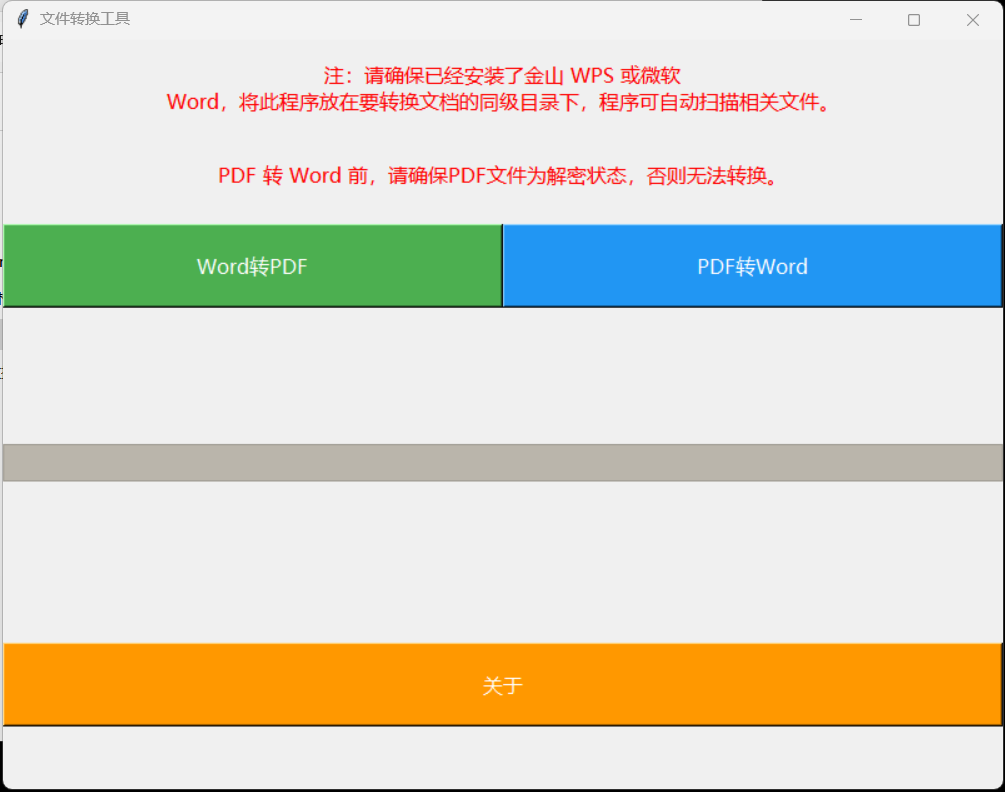 文件转换工具
注：请确保已经安装了金山 WPS 或微软
Word，将此程序放在要转换文档的同级目录下，程序可自动扫描相关文件。
PDF 转 Word 前，请确保PDF文件为解密状态，否则无法转换。
Word转PDF
PDF转Word
关于